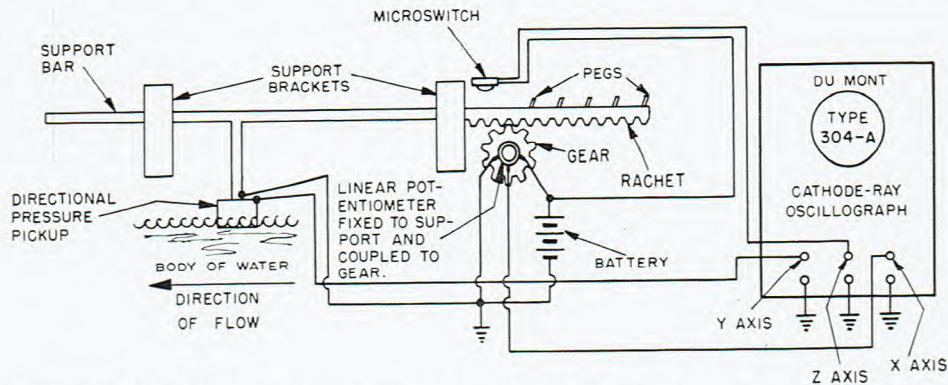 MICROSWITCH
SUPPORT
BAR
SUPPORT
BRACKETS
PEGS
DU MONT
TYPE
304-A
GEAR
RACHET
CATHODE-RAY
OSCILLOGRAPH
DIRECTIONAL
PRESSURE
PICKUP
LINEAR POT-
ENTIOMETER
FIXED TO SUP-
PORT AND
COUPLED TO
GEAR.
BATTERY
BODY OF WATER
DIRECTION
OF FLOW
Y AXIS
Z AXIS
X AXIS